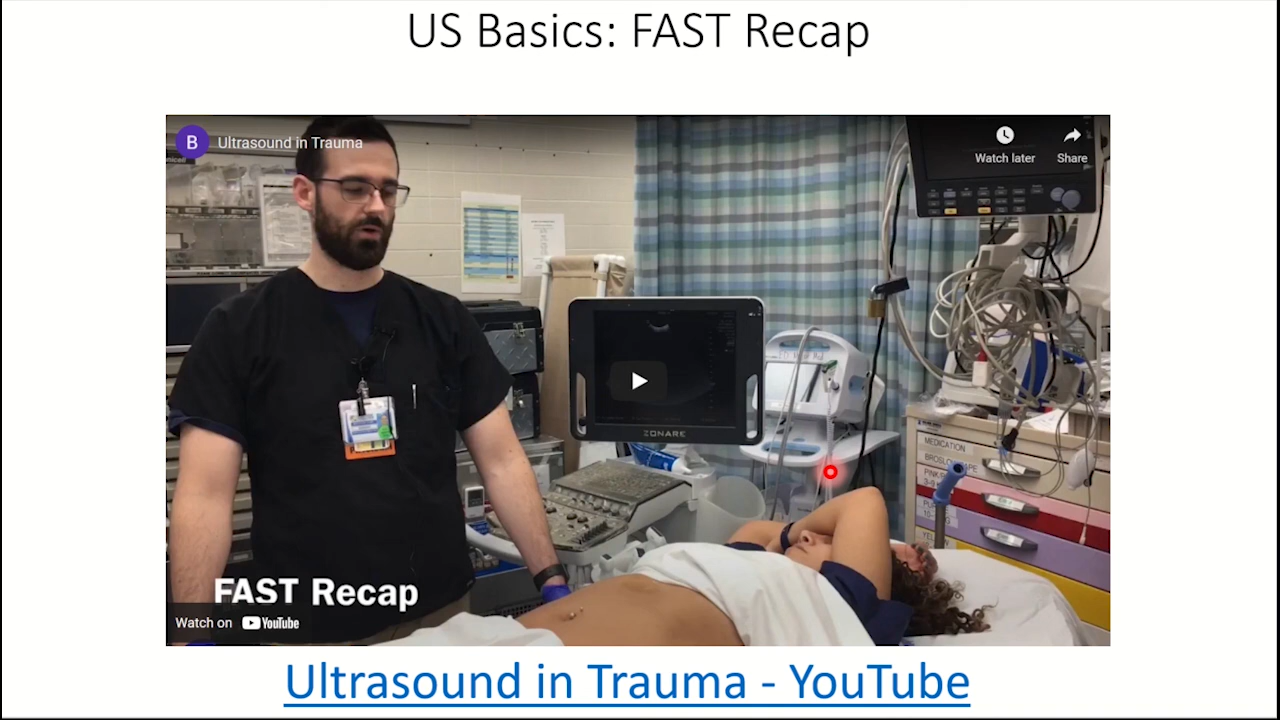 US Basics: FAST Recap
B
Ultrasound in Trauma
Watch later
Share
ZONARE
MEDICATION
FAST Recap
Watch on YouTube
Ultrasound in Trauma - YouTube